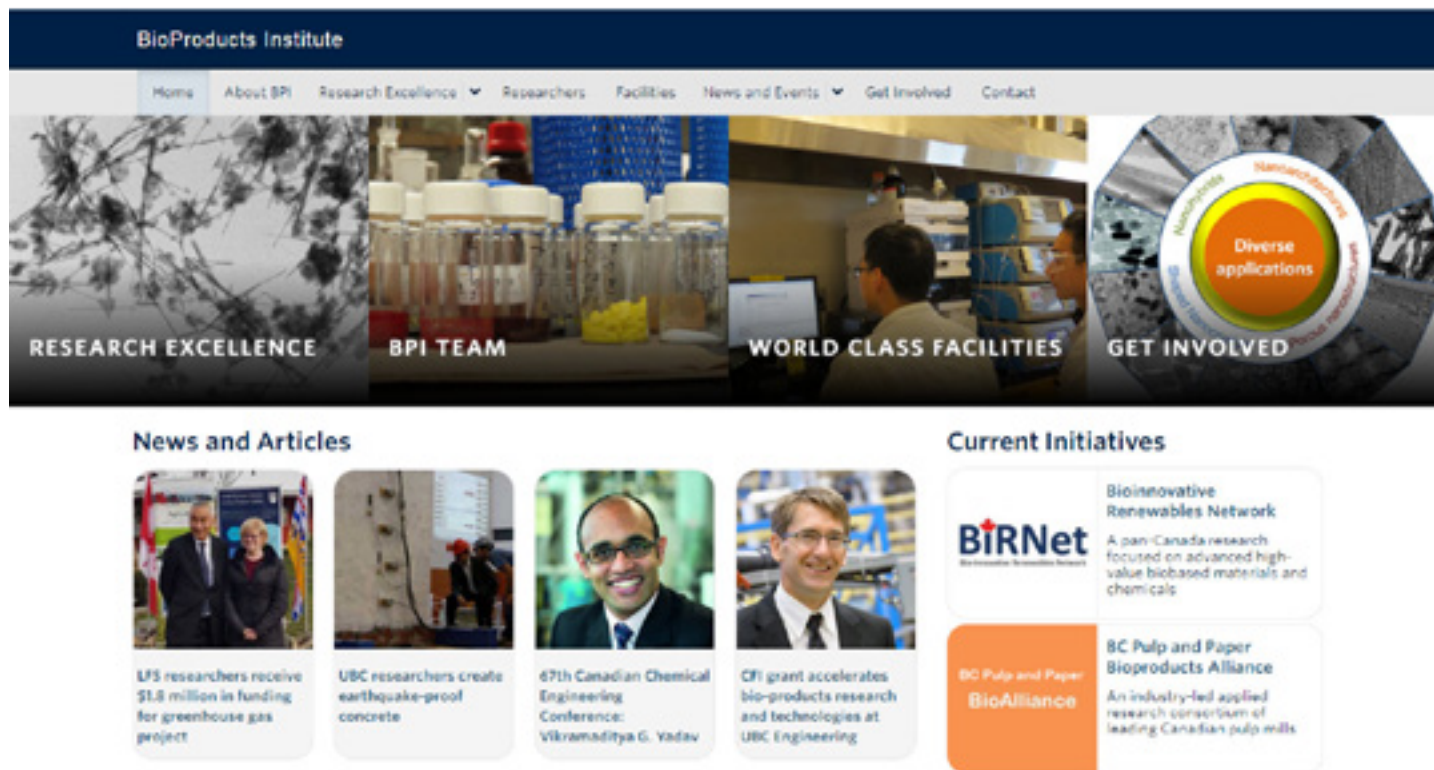 BioProducts Institute
Home About BPI Research Excellence Researchers Facilities News and Events Get Involved Contact
RESEARCH EXCELLENCE
BPI TEAM
WORLD CLASS FACILITIES
Nanohybrids
Nanoarchitectures
Porous nanostructures
Diverse
applications
GET INVOLVED
News and Articles
LFS researchers receive
$1.8 million in funding
for greenhouse gas
project
UBC researchers create
earthquake-proof
concrete
67th Canadian Chemical
Engineering
Conference:
Vikramaditya G. Yadav
CFI grant accelerates
bio-products research
and technologies at
UBC Engineering
Current Initiatives
BiRNet
Bioinnovative
Renewables Network
A pan-Canada research
focused on advanced high-
value biobased materials and
chemicals
BC Pulp and Paper
BioAlliance
BC Pulp and Paper
Bioproducts Alliance
An industry-led applied
research consortium of
leading Canadian pulp mills